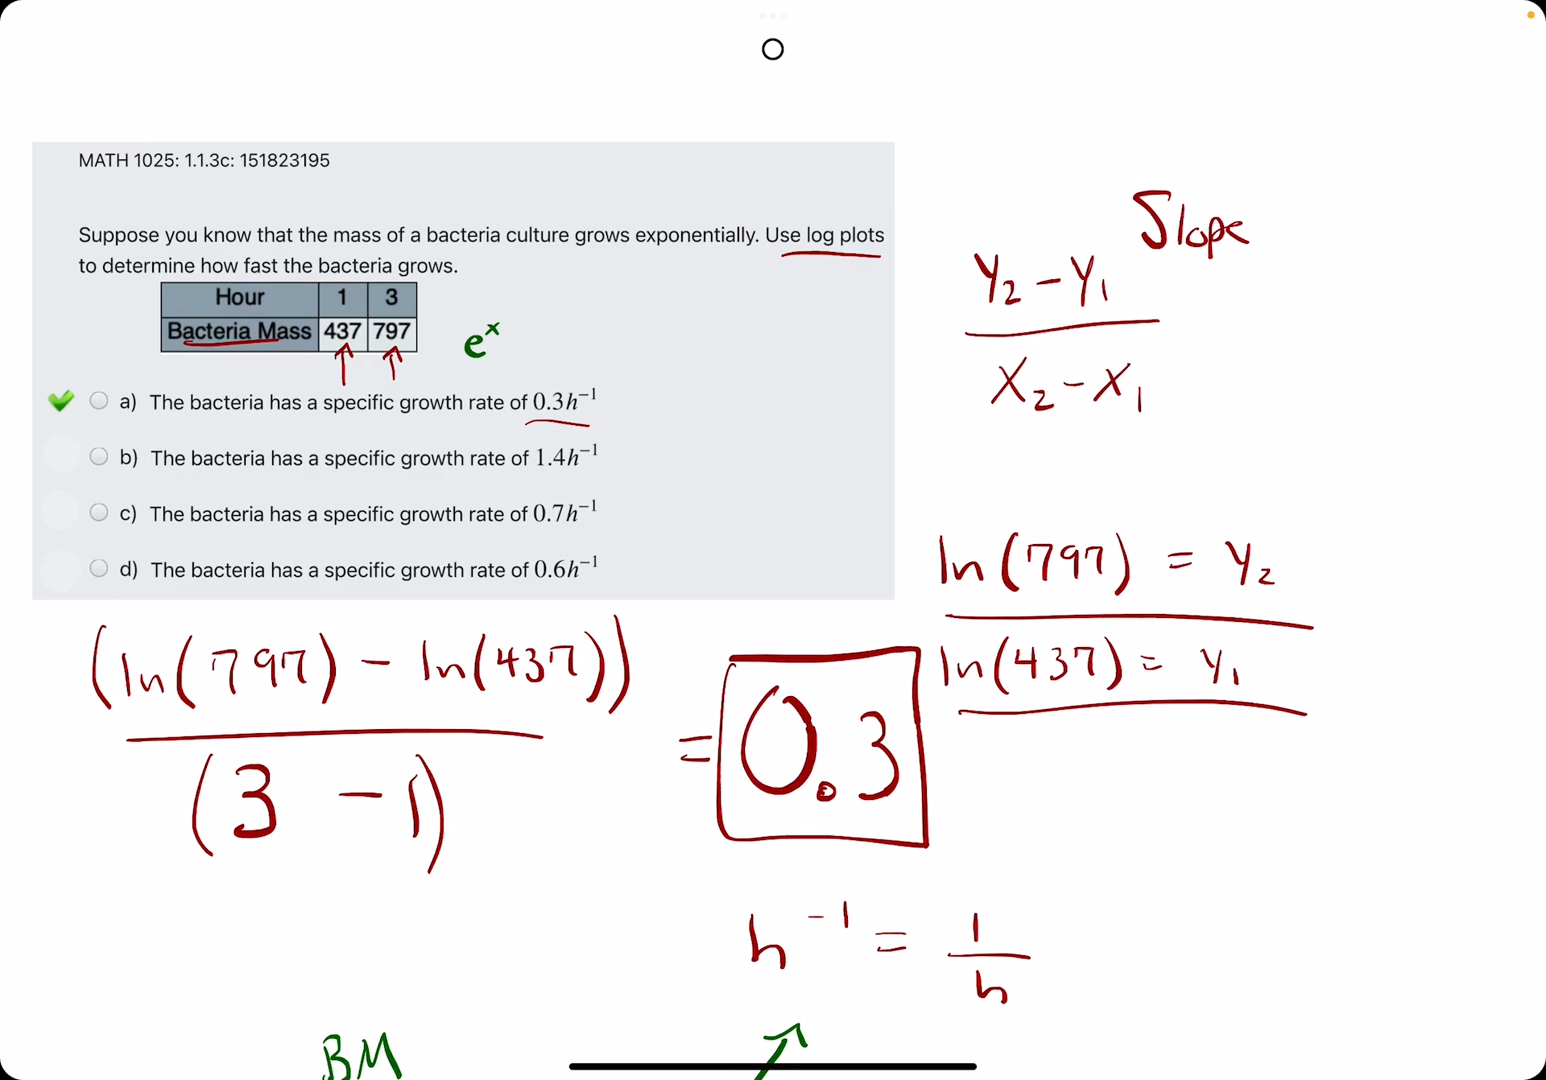 MATH 1025: 1.1.3c: 151823195
Suppose you know that the mass of a bacteria culture grows exponentially. Use log plots
to determine how fast the bacteria grows.
Hour 1 3
Bacteria Mass 437 797
e^x
a) The bacteria has a specific growth rate of 0.3h⁻¹
b) The bacteria has a specific growth rate of 1.4h⁻¹
c) The bacteria has a specific growth rate of 0.7h⁻¹
d) The bacteria has a specific growth rate of 0.6h⁻¹
Slope
Y₂ - Y₁
X₂ - X₁
ln(797) = Y₂
ln(437) = Y₁
(ln(797) - ln(437))
(3 - 1)
= 0.3
h⁻¹ = 1/h
BM